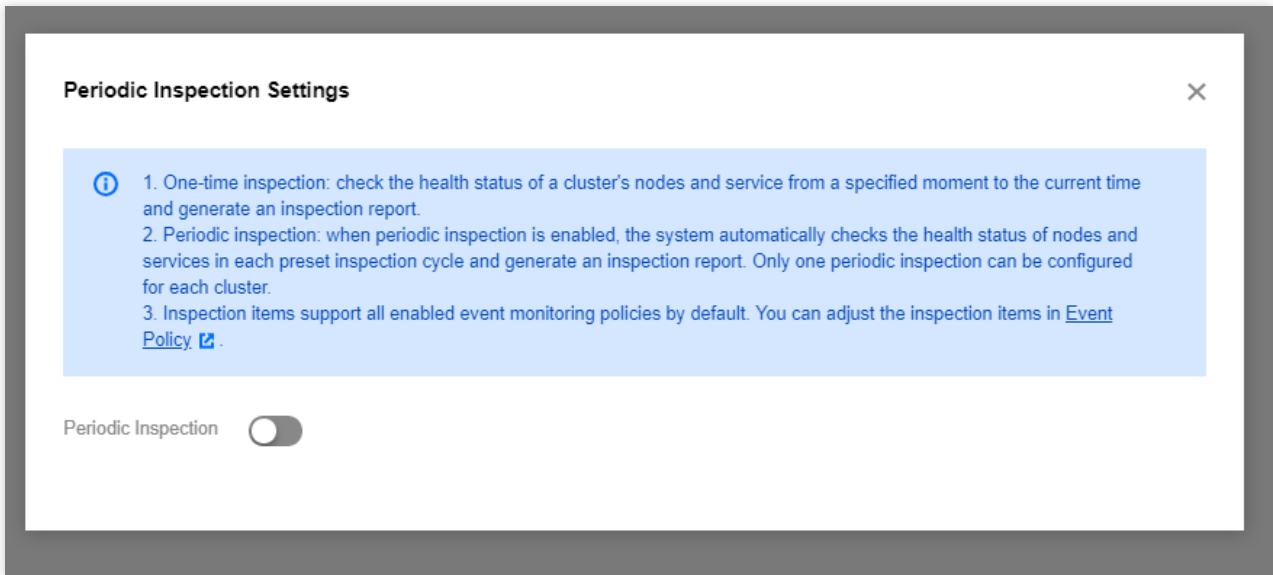 Periodic Inspection Settings
1. One-time inspection: check the health status of a cluster's nodes and service from a specified moment to the current time
and generate an inspection report.
2. Periodic inspection: when periodic inspection is enabled, the system automatically checks the health status of nodes and
services in each preset inspection cycle and generate an inspection report. Only one periodic inspection can be configured
for each cluster.
3. Inspection items support all enabled event monitoring policies by default. You can adjust the inspection items in Event
Policy .
Periodic Inspection